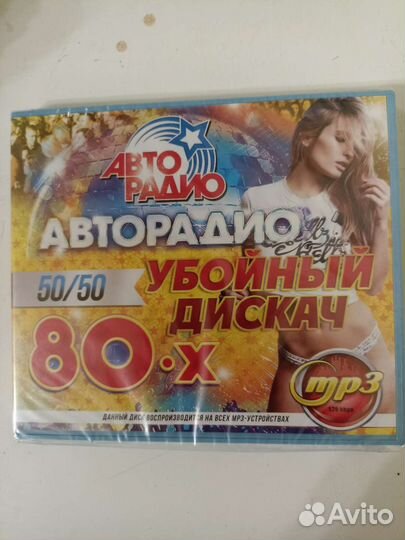 АВТО
РАДИО
АВТОРАДИО
50/50
УБОЙНЫЙ
ДИСКАЧ
80-х
mp3
ДАННЫЙ ДИСК ВОСПРОИЗВОДИТСЯ НА ВСЕХ MP3-УСТРОЙСТВАХ
Avito